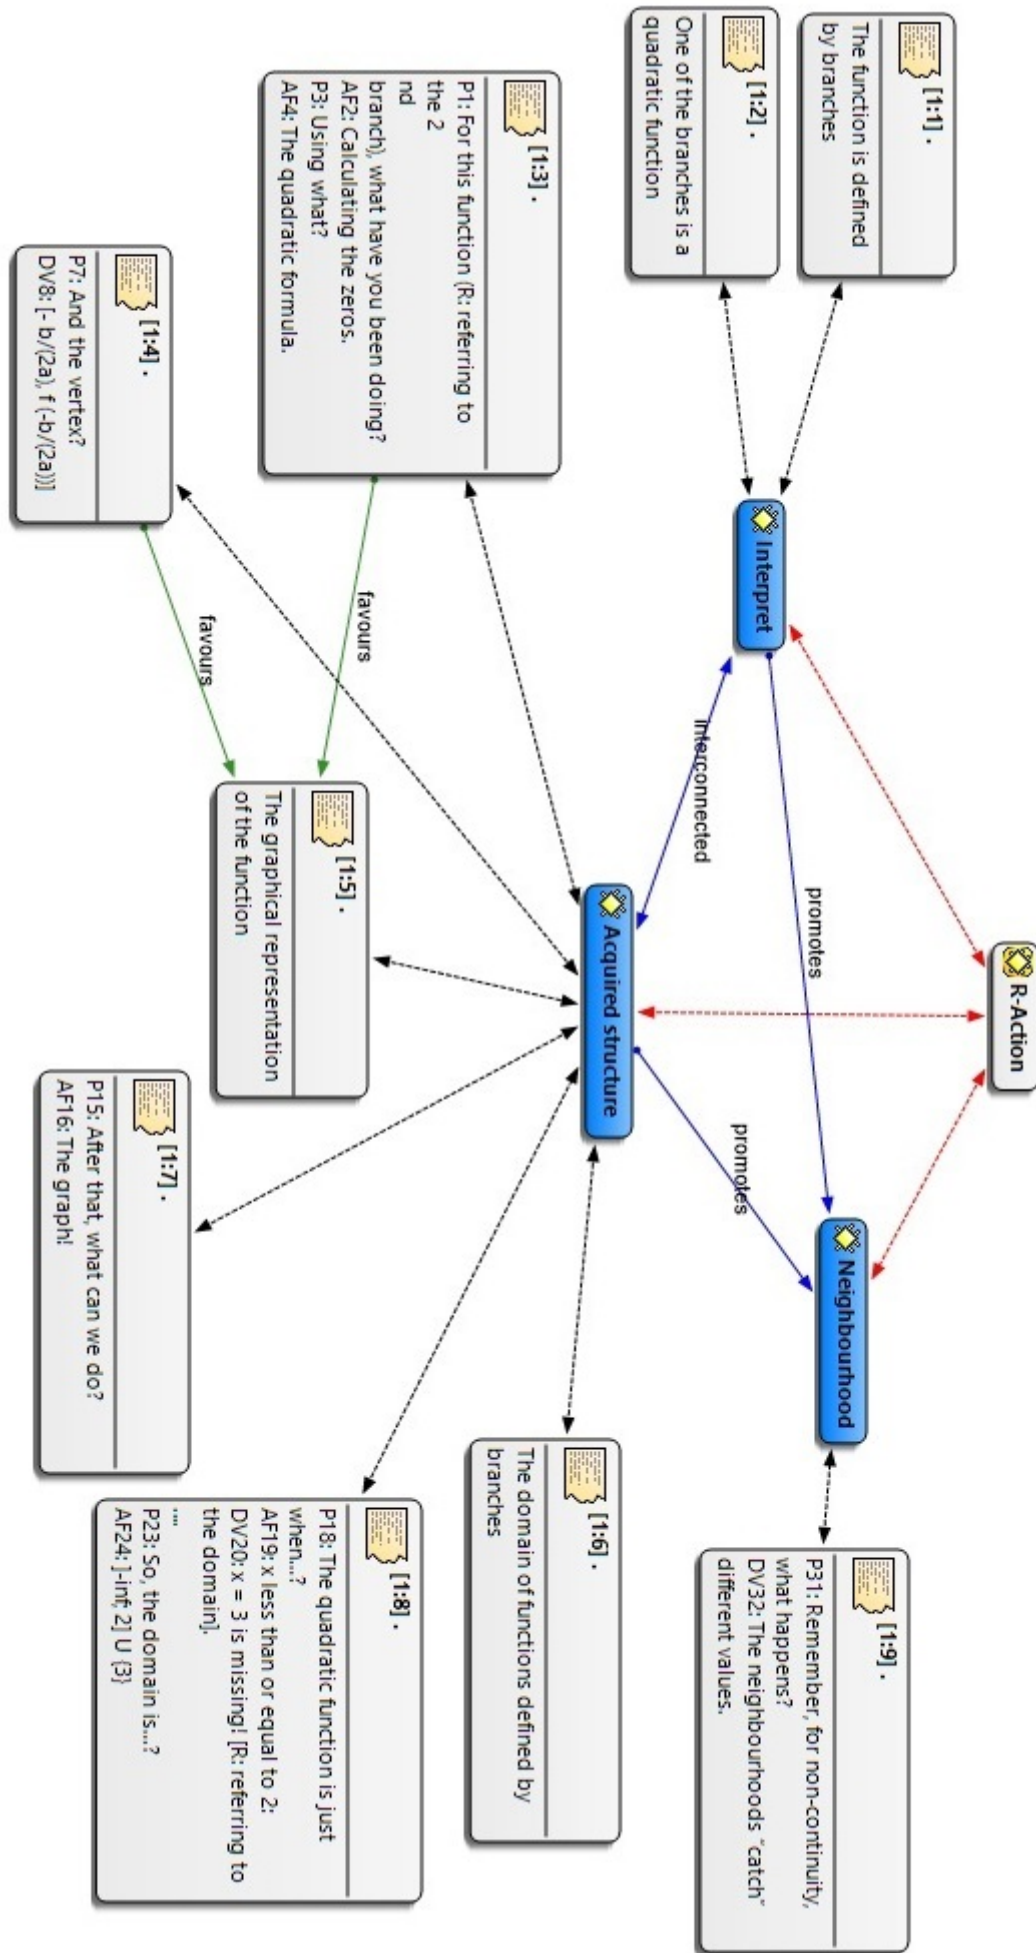 R-Action
Interpret
Acquired structure
Neighbourhood
interconnected
promotes
promotes
favours
favours
[1:1] .
The function is defined
by branches
[1:2] .
One of the branches is a
quadratic function
[1:3] .
P1: For this function (R: referring to
the 2
nd
branch), what have you been doing?
AF2: Calculating the zeros.
P3: Using what?
AF4: The quadratic formula.
[1:4] .
P7: And the vertex?
DV8: [- b/(2a), f (-b/(2a))]
[1:5] .
The graphical representation
of the function
[1:7] .
P15: After that, what can we do?
AF16: The graph!
[1:8] .
P18: The quadratic function is just
when...?
AF19: x less than or equal to 2:
DV20: x = 3 is missing! [R: referring to
the domain].
....
P23: So, the domain is...?
AF24: ]-inf; 2] U {3}
[1:6] .
The domain of functions defined by
branches
[1:9] .
P31: Remember, for non-continuity,
what happens?
DV32: The neighbourhoods “catch”
different values.